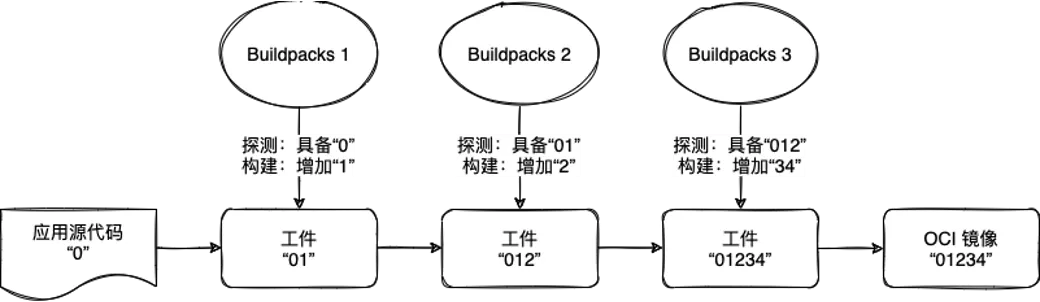 Buildpacks 1
Buildpacks 2
Buildpacks 3
探测：具备“0”
构建：增加“1”
探测：具备“01”
构建：增加“2”
探测：具备“012”
构建：增加“34”
应用源代码
“0”
工件
“01”
工件
“012”
工件
“01234”
OCI 镜像
“01234”